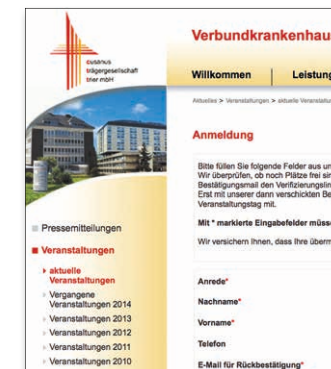 cusanus
trägergesellschaft
trier mbH
Verbundkrankenhau
Willkommen
Leistung
Aktuelles > Veranstaltungen > aktuelle Veranstaltu
Anmeldung
Bitte füllen Sie folgende Felder aus un
Wir überprüfen, ob noch Plätze frei sin
Bestätigungsmail den Verifizierungslin
Erst mit unserer dann verschickten Be
Veranstaltungstag mit.
Mit * markierte Eingabefelder müsse
Wir versichern Ihnen, dass Ihre überm
Pressemitteilungen
Veranstaltungen
aktuelle
Veranstaltungen
Vergangene
Veranstaltungen 2014
Veranstaltungen 2013
Veranstaltungen 2012
Veranstaltungen 2011
Veranstaltungen 2010
Anrede*
Nachname*
Vorname*
Telefon
E-Mail für Rückbestätigung*